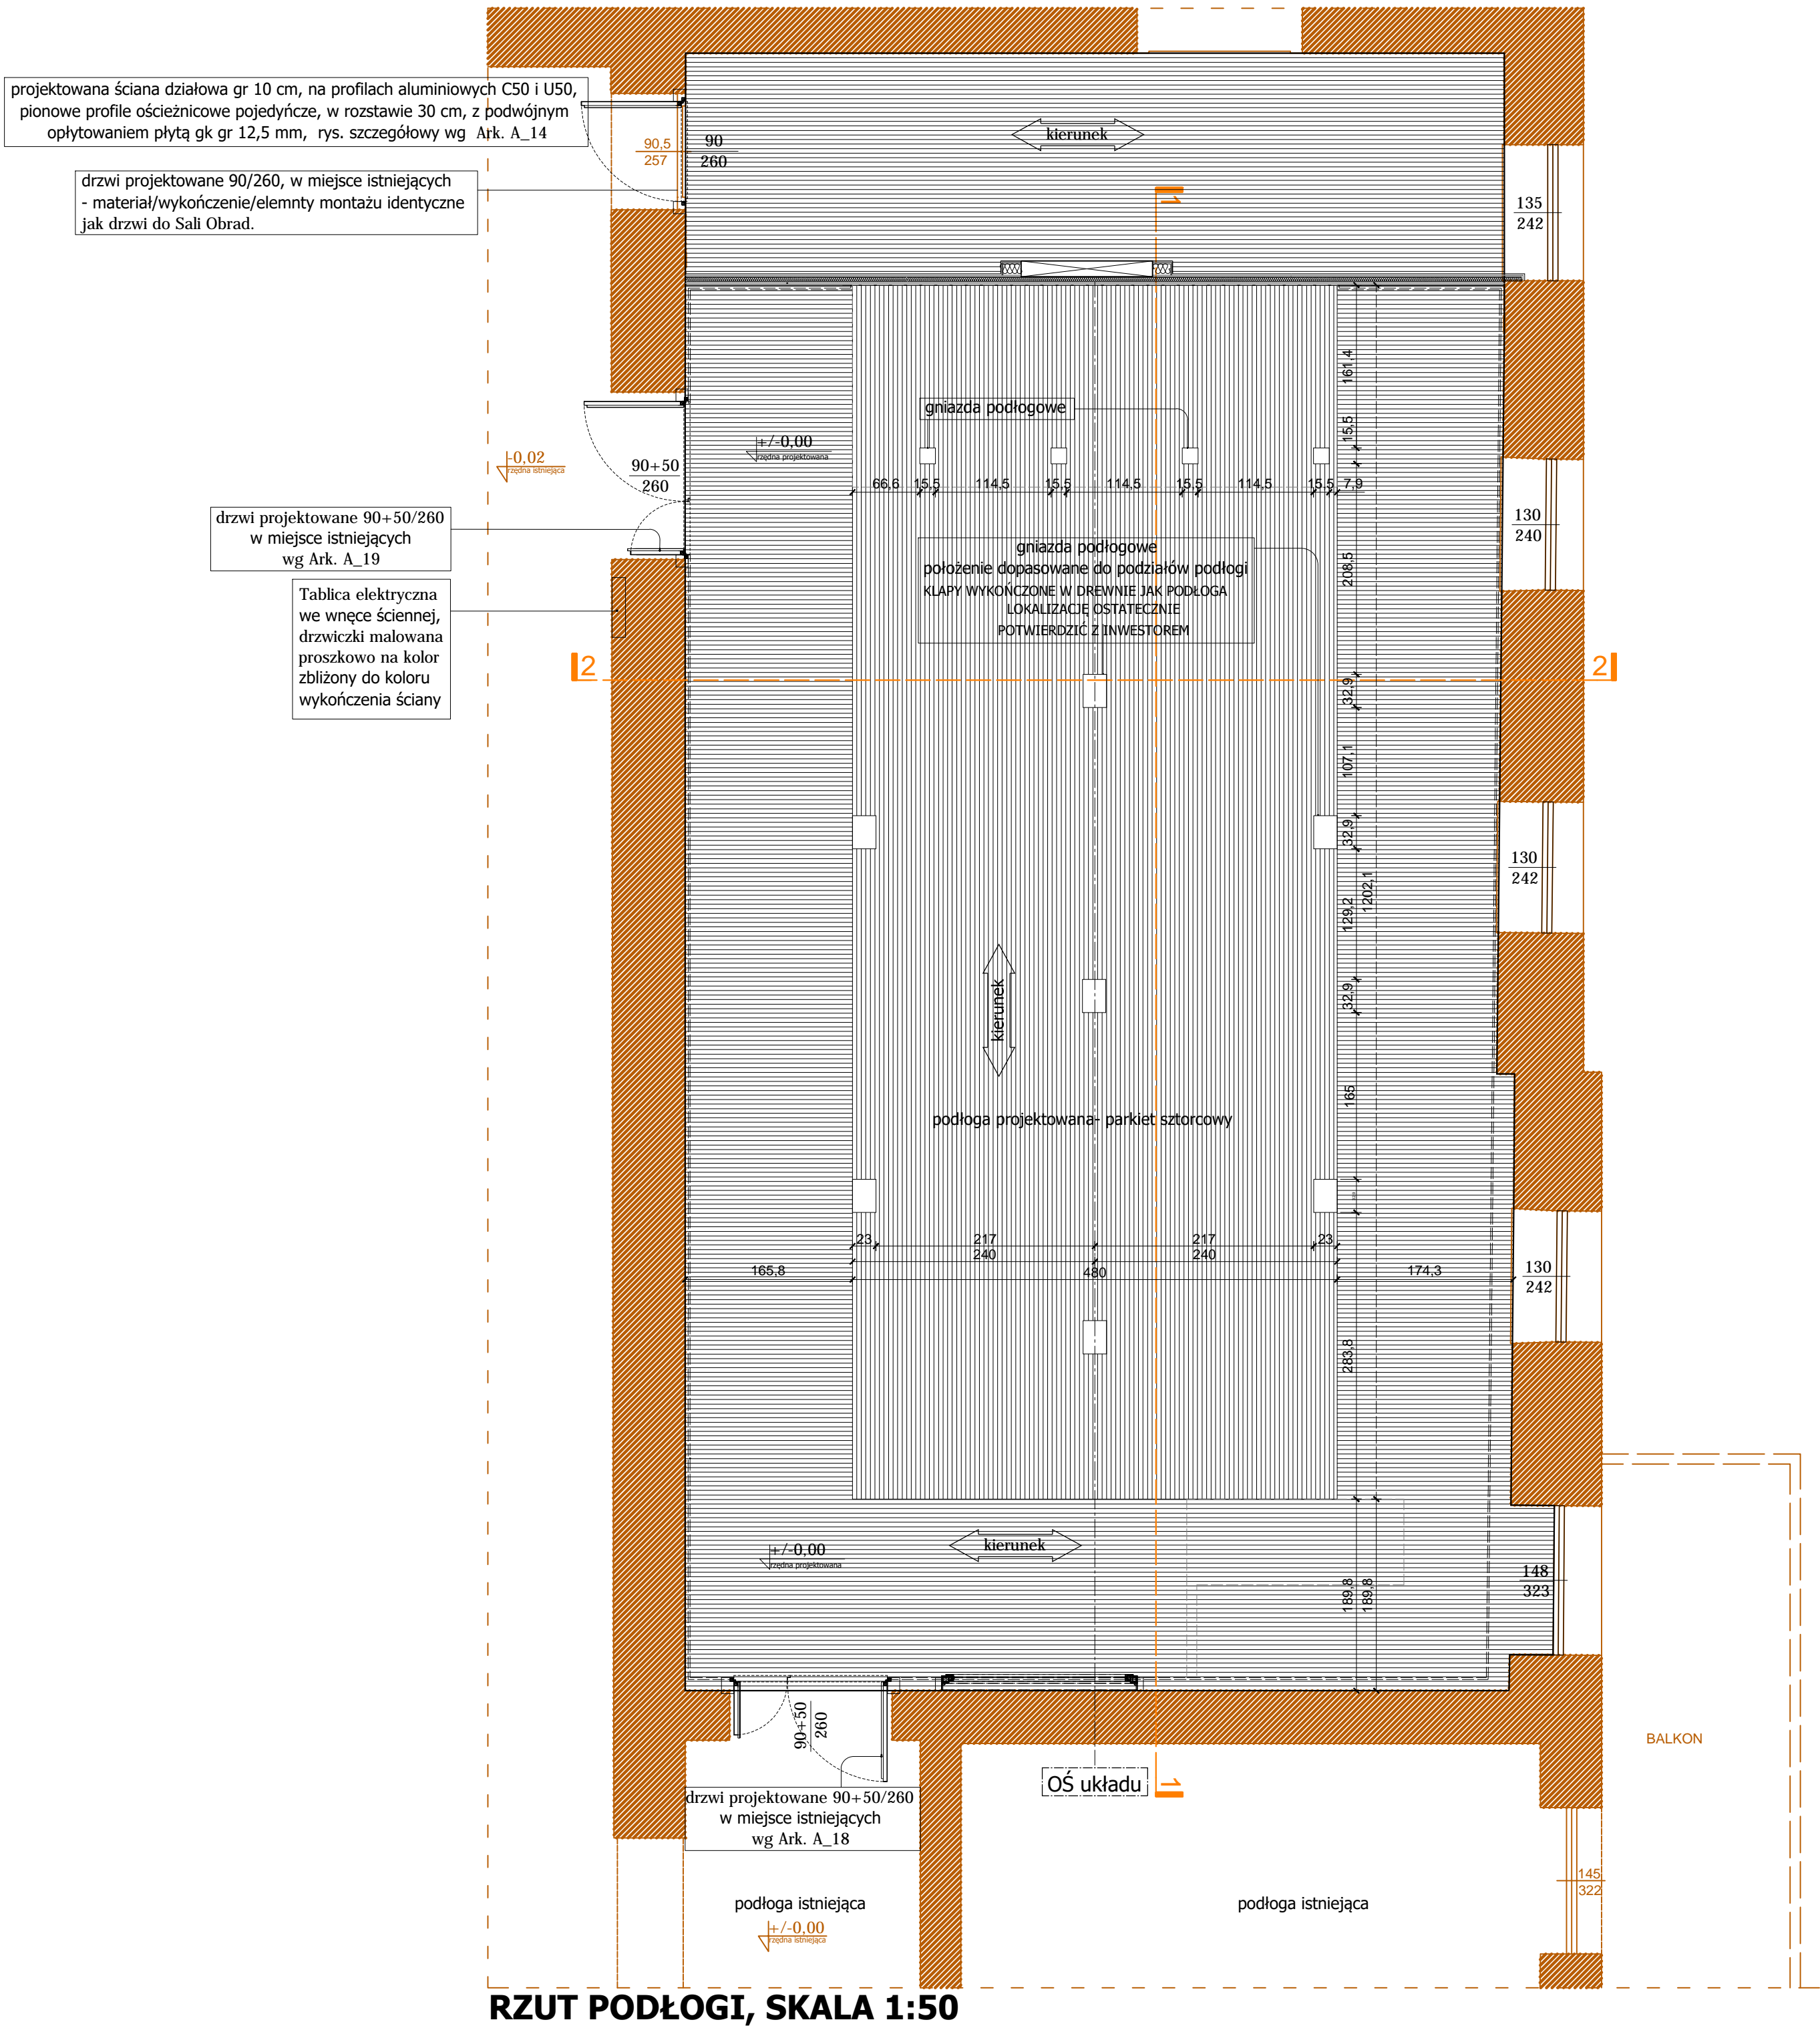 projektowana ściana działowa gr 10 cm, na profilach aluminiowych C50 i U50,
pionowe profile ościeżnicowe pojedyńcze, w rozstawie 30 cm, z podwójnym
opłytowaniem płytą gk gr 12,5 mm, rys. szczegółowy wg Ark. A_14
90,5
257
90
260
kierunek
drzwi projektowane 90/260, w miejsce istniejących
- materiał/wykończenie/elemnty montażu identyczne
jak drzwi do Sali Obrad.
1
135
242
161,4
gniazda podłogowe
15,5
+/-0,00
rzędna projektowana
-0,02
rzędna istniejąca
90+50
260
66,6
15,5
114,5
15,5
114,5
15,5
114,5
15,5
7,9
drzwi projektowane 90+50/260
w miejsce istniejących
wg Ark. A_19
130
240
gniazda podłogowe
położenie dopasowane do podziałów podłogi
KLAPY WYKOŃCZONE W DREWNIE JAK PODŁOGA
LOKALIZACJĘ OSTATECZNIE
POTWIERDZIĆ Z INWESTOREM
208,5
Tablica elektryczna
we wnęce ściennej,
drzwiczki malowana
proszkowo na kolor
zbliżony do koloru
wykończenia ściany
2
2
32,9
107,1
32,9
130
242
1202,1
129,2
32,9
kierunek
165
podłoga projektowana- parkiet sztorcowy
23
217
217
23
240
240
165,8
480
174,3
130
242
283,8
+/-0,00
rzędna projektowana
kierunek
189,8
189,8
148
323
90+50
260
BALKON
OŚ układu
1
drzwi projektowane 90+50/260
w miejsce istniejących
wg Ark. A_18
145
322
podłoga istniejąca
podłoga istniejąca
+/-0,00
rzędna istniejąca
RZUT PODŁOGI, SKALA 1:50